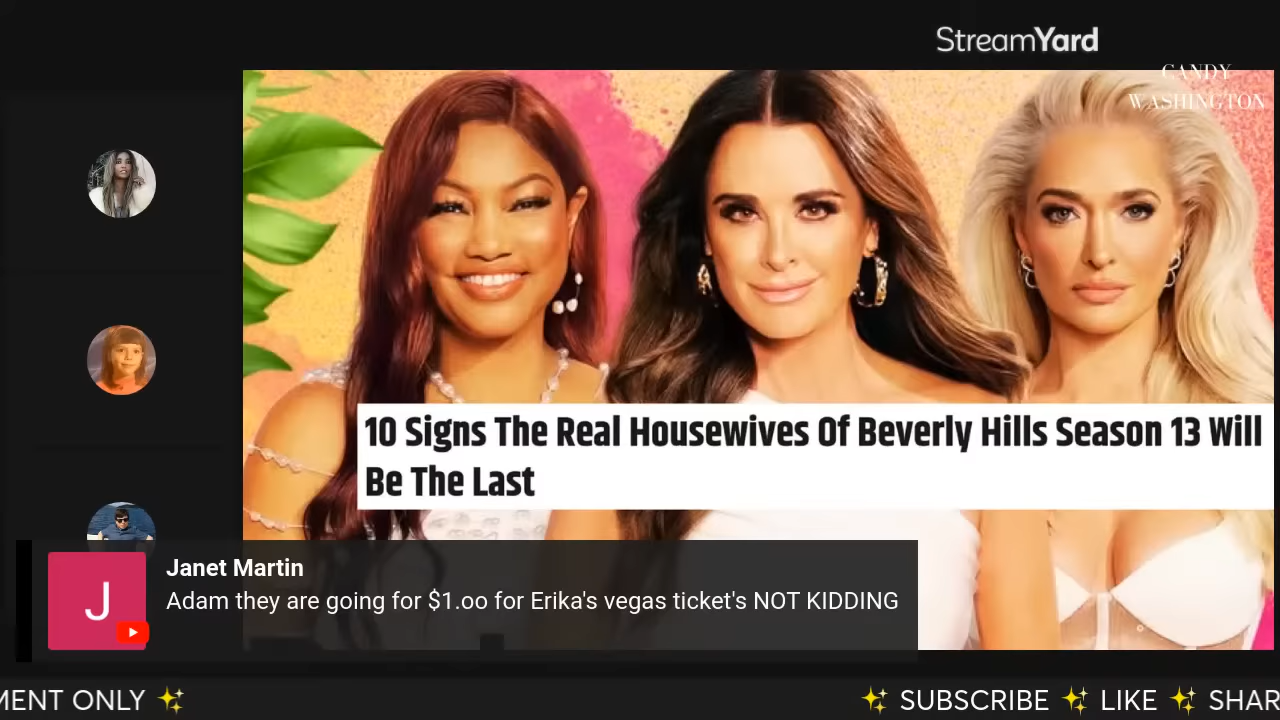 StreamYard
CANDY
WASHINGTON
10 Signs The Real Housewives Of Beverly Hills Season 13 Will
Be The Last
J
Janet Martin
Adam they are going for $1.oo for Erika's vegas ticket's NOT KIDDING
MENT ONLY ✨ ✨ SUBSCRIBE ✨ LIKE ✨ SHAR